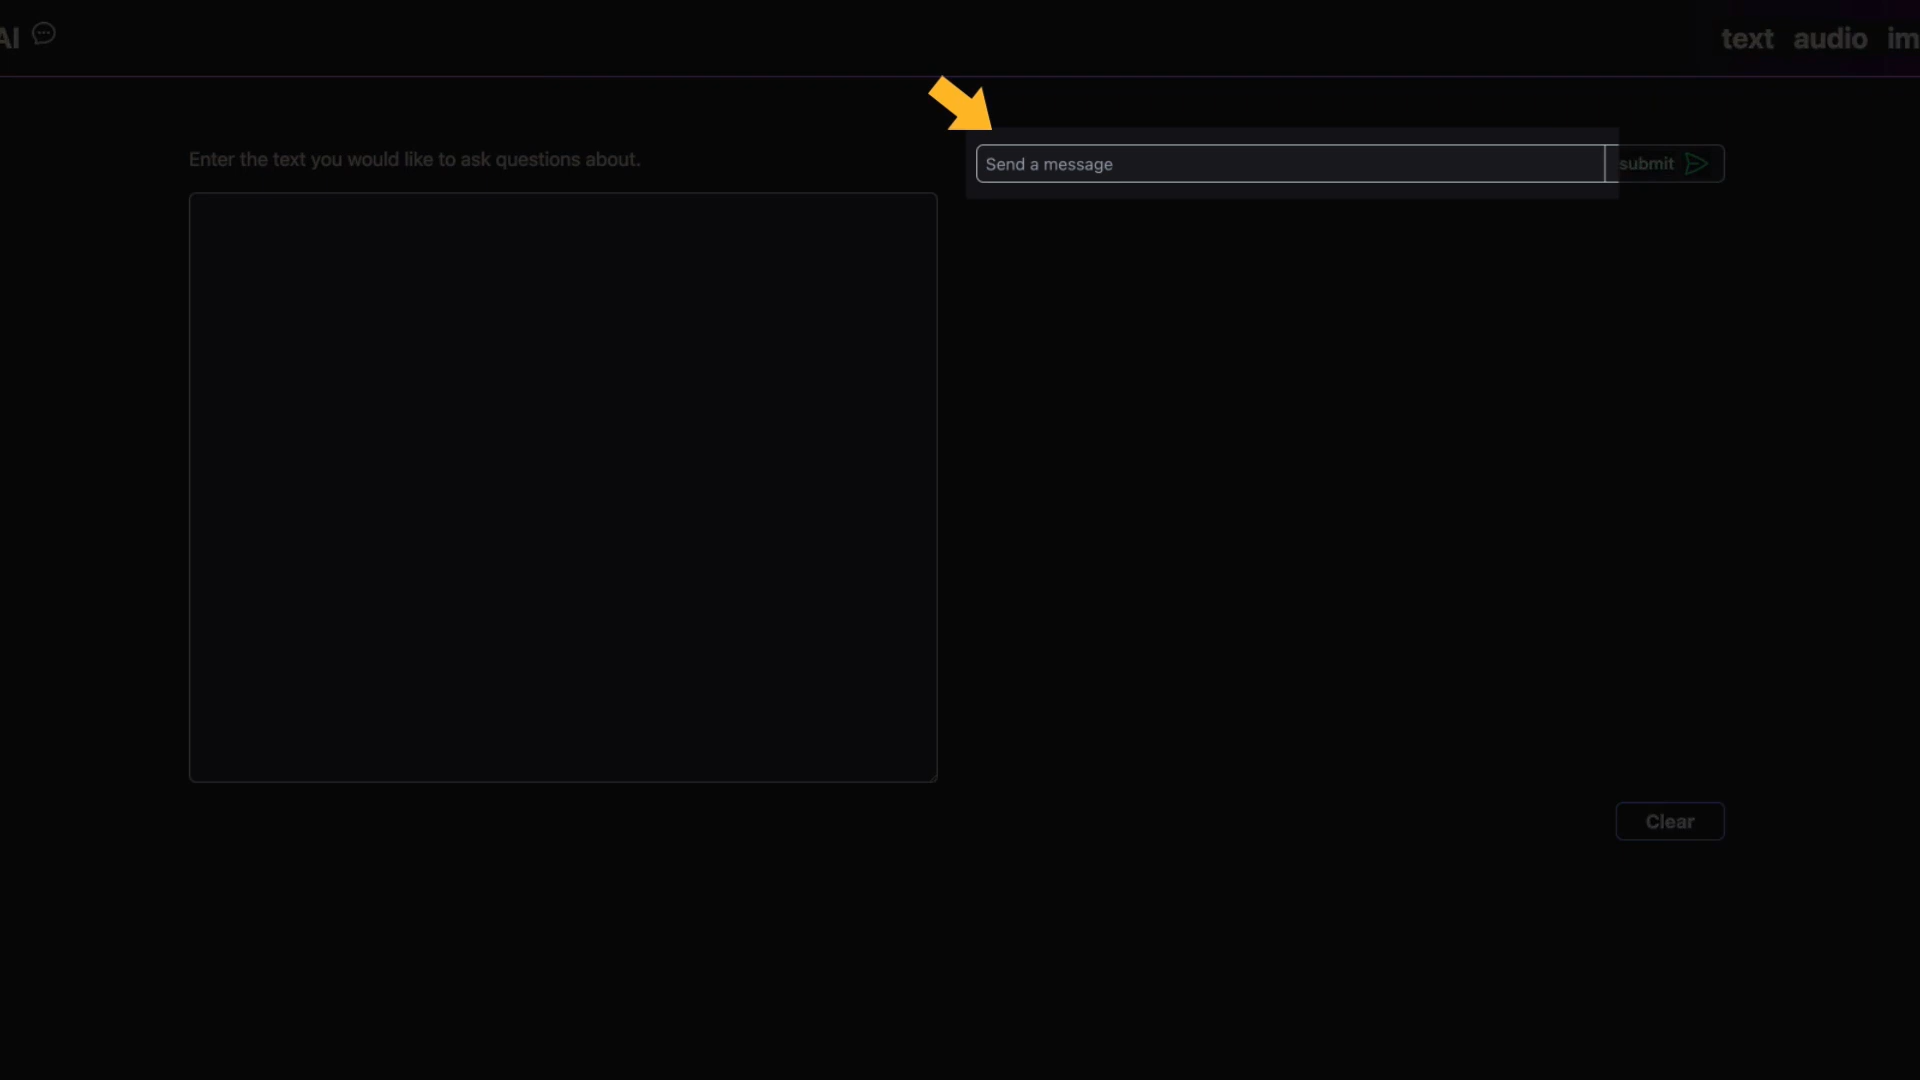 AI
text audio im
Enter the text you would like to ask questions about.
Send a message
submit
Clear